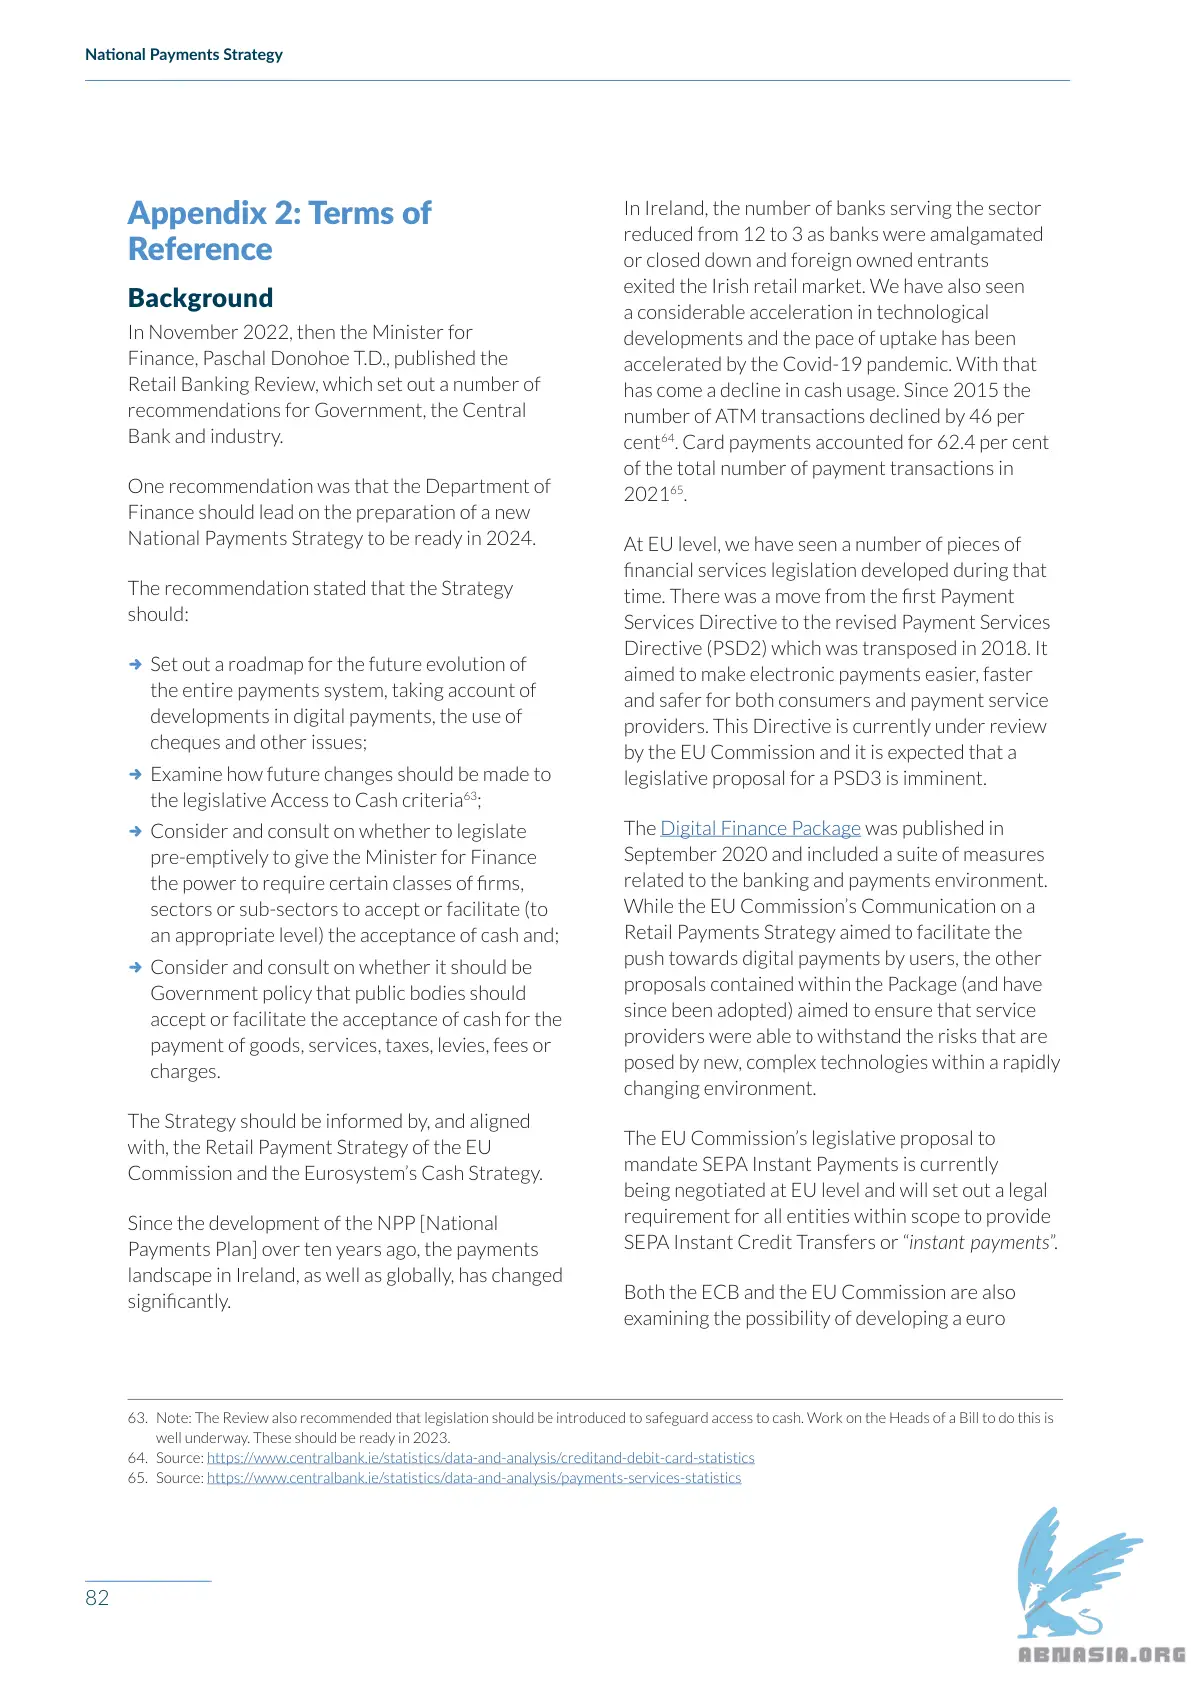 National Payments Strategy
Appendix 2: Terms of
Reference
Background
In November 2022, then the Minister for
Finance, Paschal Donohoe T.D., published the
Retail Banking Review, which set out a number of
recommendations for Government, the Central
Bank and industry.
One recommendation was that the Department of
Finance should lead on the preparation of a new
National Payments Strategy to be ready in 2024.
The recommendation stated that the Strategy
should:
→ Set out a roadmap for the future evolution of
the entire payments system, taking account of
developments in digital payments, the use of
cheques and other issues;
→ Examine how future changes should be made to
the legislative Access to Cash criteria63;
→ Consider and consult on whether to legislate
pre-emptively to give the Minister for Finance
the power to require certain classes of firms,
sectors or sub-sectors to accept or facilitate (to
an appropriate level) the acceptance of cash and;
→ Consider and consult on whether it should be
Government policy that public bodies should
accept or facilitate the acceptance of cash for the
payment of goods, services, taxes, levies, fees or
charges.
The Strategy should be informed by, and aligned
with, the Retail Payment Strategy of the EU
Commission and the Eurosystem's Cash Strategy.
Since the development of the NPP [National
Payments Plan] over ten years ago, the payments
landscape in Ireland, as well as globally, has changed
significantly.
In Ireland, the number of banks serving the sector
reduced from 12 to 3 as banks were amalgamated
or closed down and foreign owned entrants
exited the Irish retail market. We have also seen
a considerable acceleration in technological
developments and the pace of uptake has been
accelerated by the Covid-19 pandemic. With that
has come a decline in cash usage. Since 2015 the
number of ATM transactions declined by 46 per
cent64. Card payments accounted for 62.4 per cent
of the total number of payment transactions in
202165.
At EU level, we have seen a number of pieces of
financial services legislation developed during that
time. There was a move from the first Payment
Services Directive to the revised Payment Services
Directive (PSD2) which was transposed in 2018. It
aimed to make electronic payments easier, faster
and safer for both consumers and payment service
providers. This Directive is currently under review
by the EU Commission and it is expected that a
legislative proposal for a PSD3 is imminent.
The Digital Finance Package was published in
September 2020 and included a suite of measures
related to the banking and payments environment.
While the EU Commission's Communication on a
Retail Payments Strategy aimed to facilitate the
push towards digital payments by users, the other
proposals contained within the Package (and have
since been adopted) aimed to ensure that service
providers were able to withstand the risks that are
posed by new, complex technologies within a rapidly
changing environment.
The EU Commission's legislative proposal to
mandate SEPA Instant Payments is currently
being negotiated at EU level and will set out a legal
requirement for all entities within scope to provide
SEPA Instant Credit Transfers or “instant payments”.
Both the ECB and the EU Commission are also
examining the possibility of developing a euro
63. Note: The Review also recommended that legislation should be introduced to safeguard access to cash. Work on the Heads of a Bill to do this is
well underway. These should be ready in 2023.
64. Source: https://www.centralbank.ie/statistics/data-and-analysis/creditand-debit-card-statistics
65. Source: https://www.centralbank.ie/statistics/data-and-analysis/payments-services-statistics
82
ABNASIA.ORG